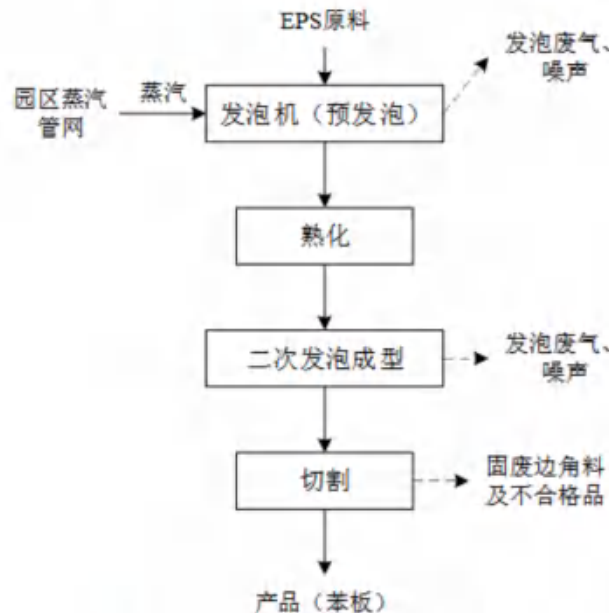 EPS原料
发泡废气、
噪声
园区蒸汽
管网
蒸汽
发泡机（预发泡）
熟化
二次发泡成型
发泡废气、
噪声
切割
固废边角料
及不合格品
产品（苯板）